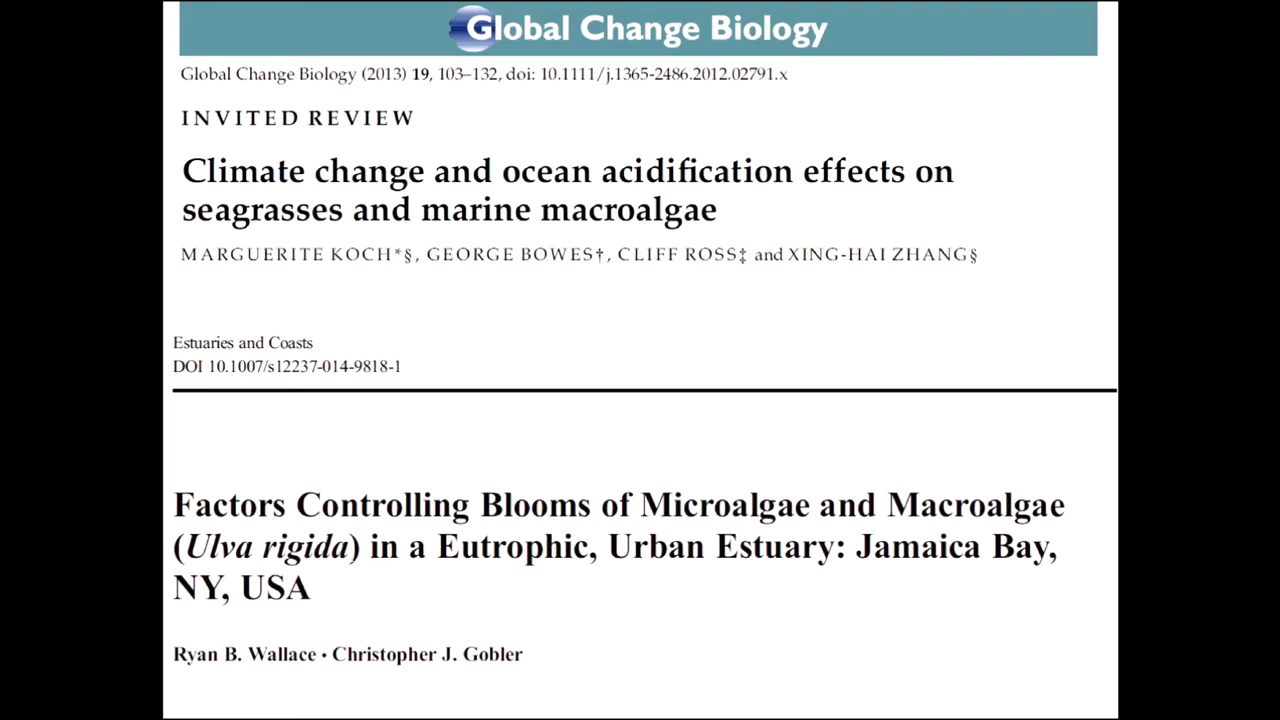 Global Change Biology
Global Change Biology (2013) 19, 103–132, doi: 10.1111/j.1365-2486.2012.02791.x
INVITED REVIEW
Climate change and ocean acidification effects on
seagrasses and marine macroalgae
MARGUERITE KOCH*§, GEORGE BOWES†, CLIFF ROSS‡ and XING-HAI ZHANG§
Estuaries and Coasts
DOI 10.1007/s12237-014-9818-1
Factors Controlling Blooms of Microalgae and Macroalgae
(Ulva rigida) in a Eutrophic, Urban Estuary: Jamaica Bay,
NY, USA
Ryan B. Wallace · Christopher J. Gobler